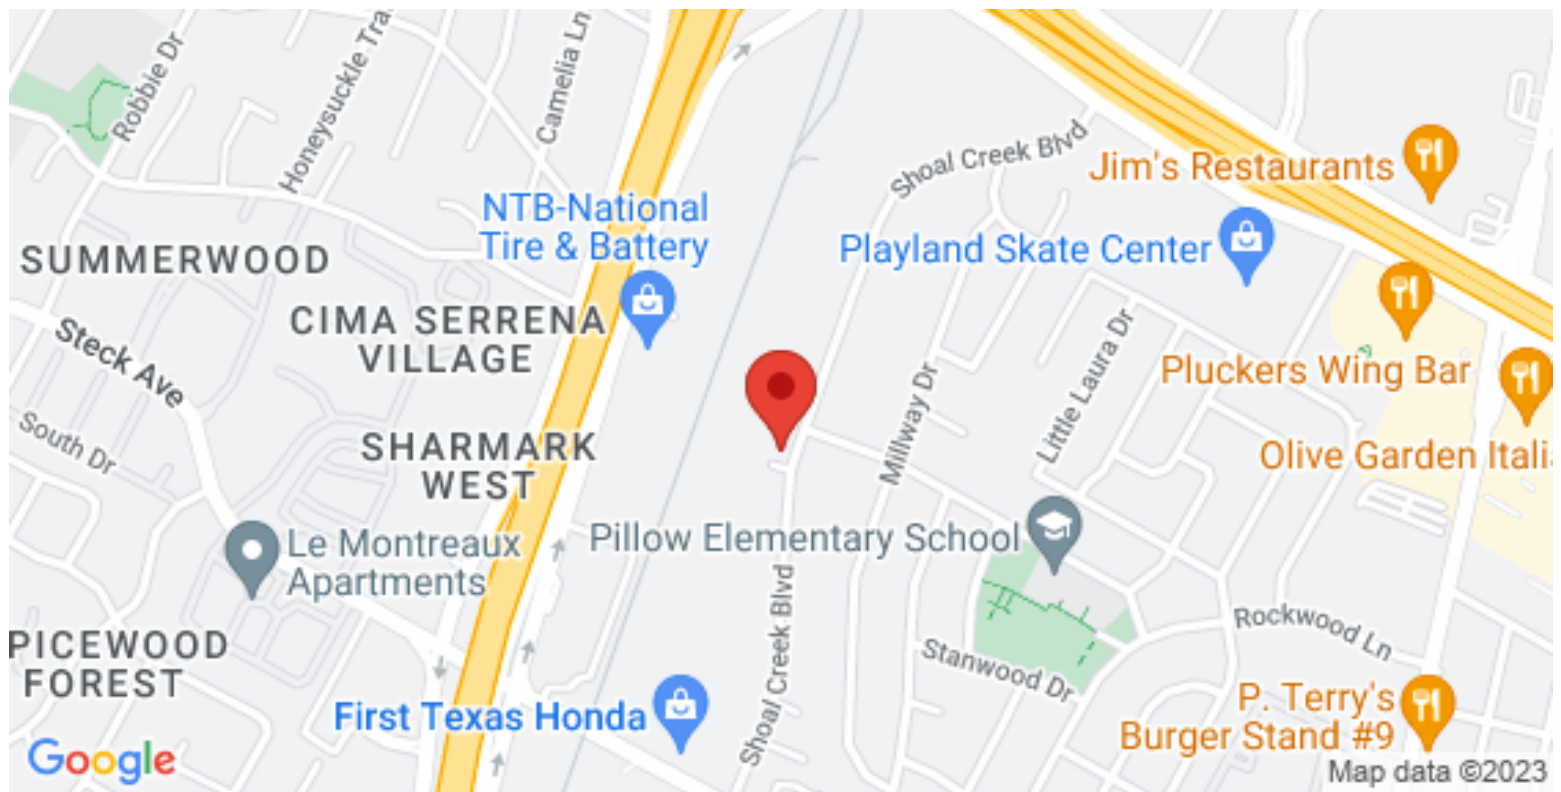 Robbie Dr
Honeysuckle Tra
Camelia Ln
Shoal Creek Blvd
Jim's Restaurants
NTB-National
Tire & Battery
Playland Skate Center
SUMMERWOOD
CIMA SERRENA
VILLAGE
Steck Ave
Little Laura Dr
Pluckers Wing Bar
Millway Dr
South Dr
SHARMARK
WEST
Olive Garden Itali
Le Montreaux
Apartments
Pillow Elementary School
Shoal Creek Blvd
Rockwood Ln
PICEWOOD
FOREST
Stanwood Dr
First Texas Honda
P. Terry's
Burger Stand #9
Google
Map data ©2023